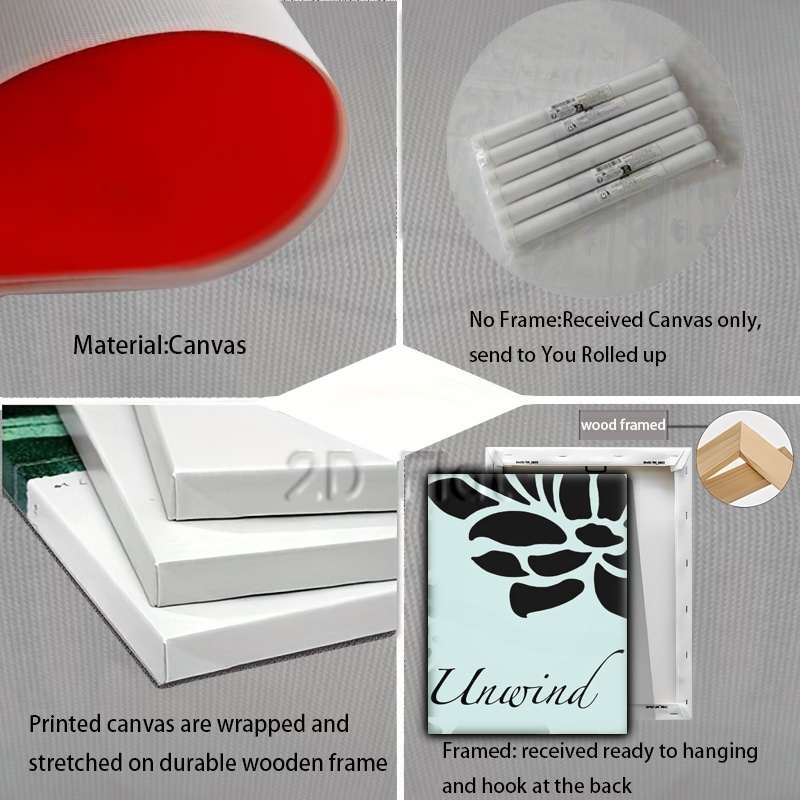 Material:Canvas
No Frame:Received Canvas only,
send to You Rolled up
wood framed
2D
Unwind
Printed canvas are wrapped and
stretched on durable wooden frame
Framed: received ready to hanging
and hook at the back